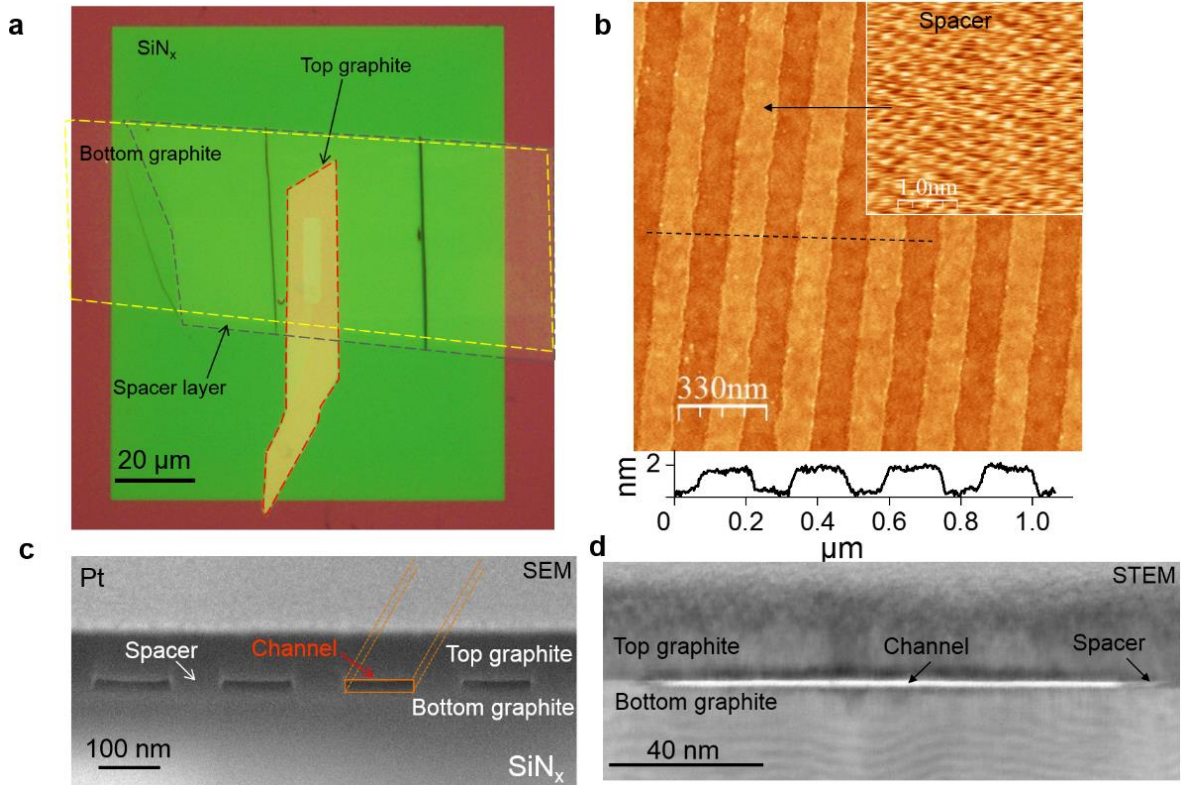 a
SiNₓ
Top graphite
Bottom graphite
Spacer layer
20 µm
b
Spacer
1.0nm
330nm
nm
2
0 0.2 0.4 0.6 0.8 1.0
µm
c
Pt
SEM
Spacer
Channel
Top graphite
Bottom graphite
100 nm
SiNₓ
d
STEM
Top graphite
Channel
Spacer
Bottom graphite
40 nm